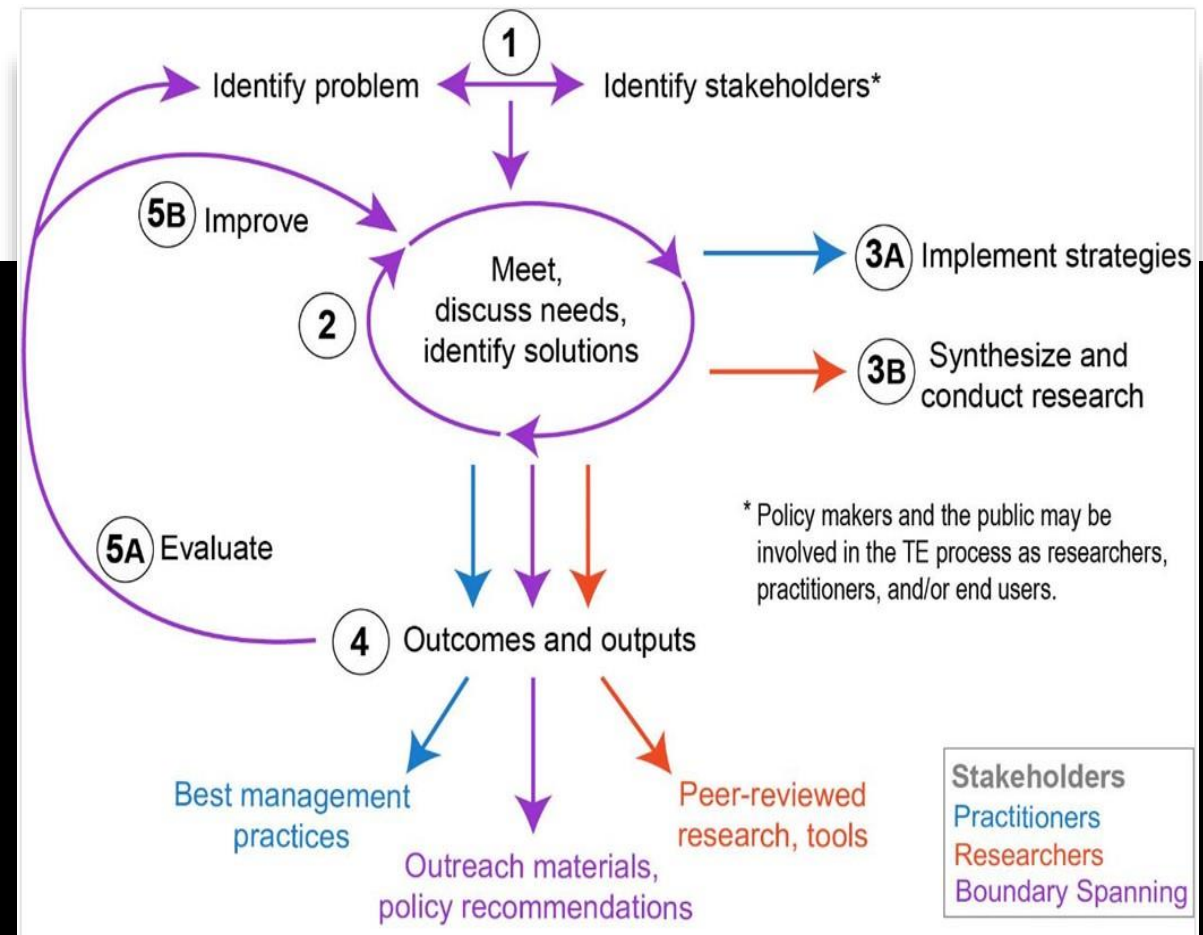 1
Identify problem
Identify stakeholders*
5B Improve
2
Meet,
discuss needs,
identify solutions
3A Implement strategies
3B Synthesize and
conduct research
* Policy makers and the public may be
involved in the TE process as researchers,
practitioners, and/or end users.
5A Evaluate
4 Outcomes and outputs
Best management
practices
Outreach materials,
policy recommendations
Peer-reviewed
research, tools
Stakeholders
Practitioners
Researchers
Boundary Spanning